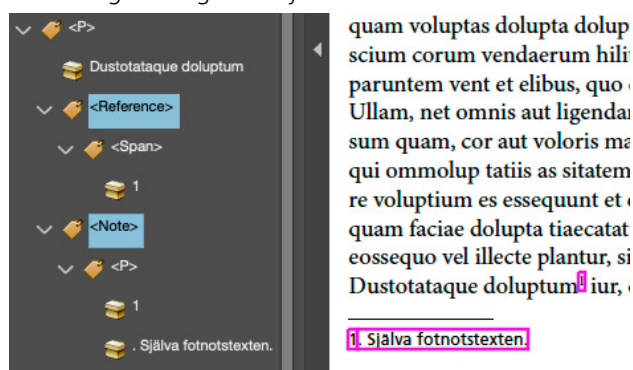 <P>
Dustotataque doluptum
<Reference>
<Span>
1
<Note>
<P>
1
. Själva fotnotstexten.
quam voluptas dolupta dolup
scium corum vendaerum hili
paruntem vent et elibus, quo
Ullam, net omnis aut ligenda
sum quam, cor aut voloris ma
qui ommolup tatiis as sitatem
re voluptium es essequunt et
quam faciae dolupta tiaecatat
eossequo vel illecte plantur, si
Dustotataque doluptum1 iur,
1. Själva fotnotstexten.